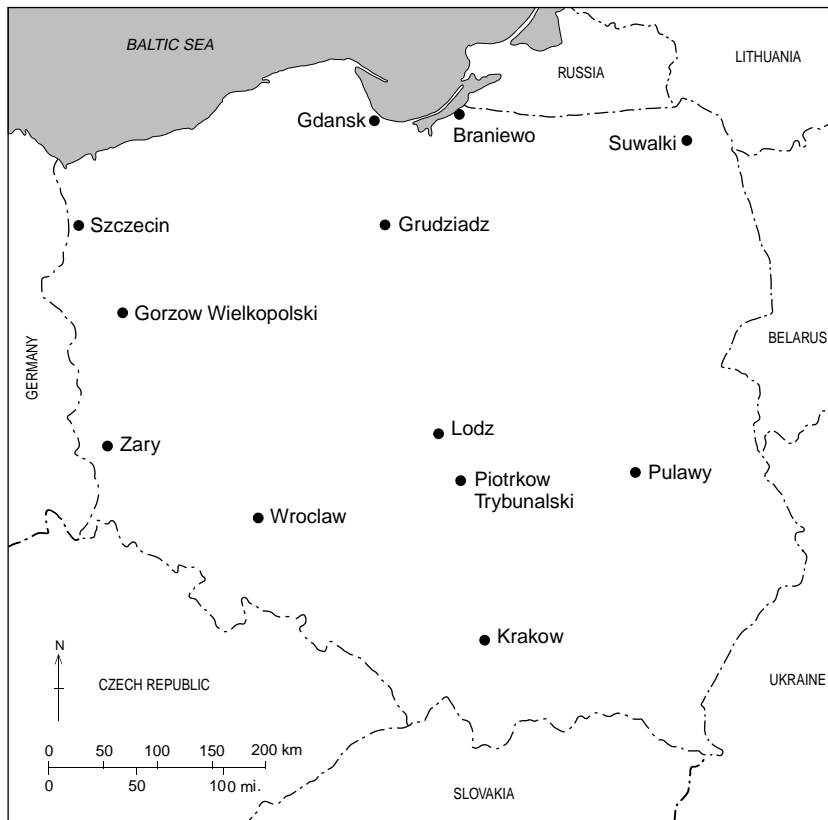 BALTIC SEA
LITHUANIA
RUSSIA
Gdansk
Braniewo
Suwalki
Szczecin
Grudziadz
Gorzow Wielkopolski
BELARUS
GERMANY
Lodz
Zary
Piotrkow
Trybunalski
Pulawy
Wroclaw
Krakow
N
CZECH REPUBLIC
UKRAINE
0 50 100 150 200 km
0 50 100 mi.
SLOVAKIA